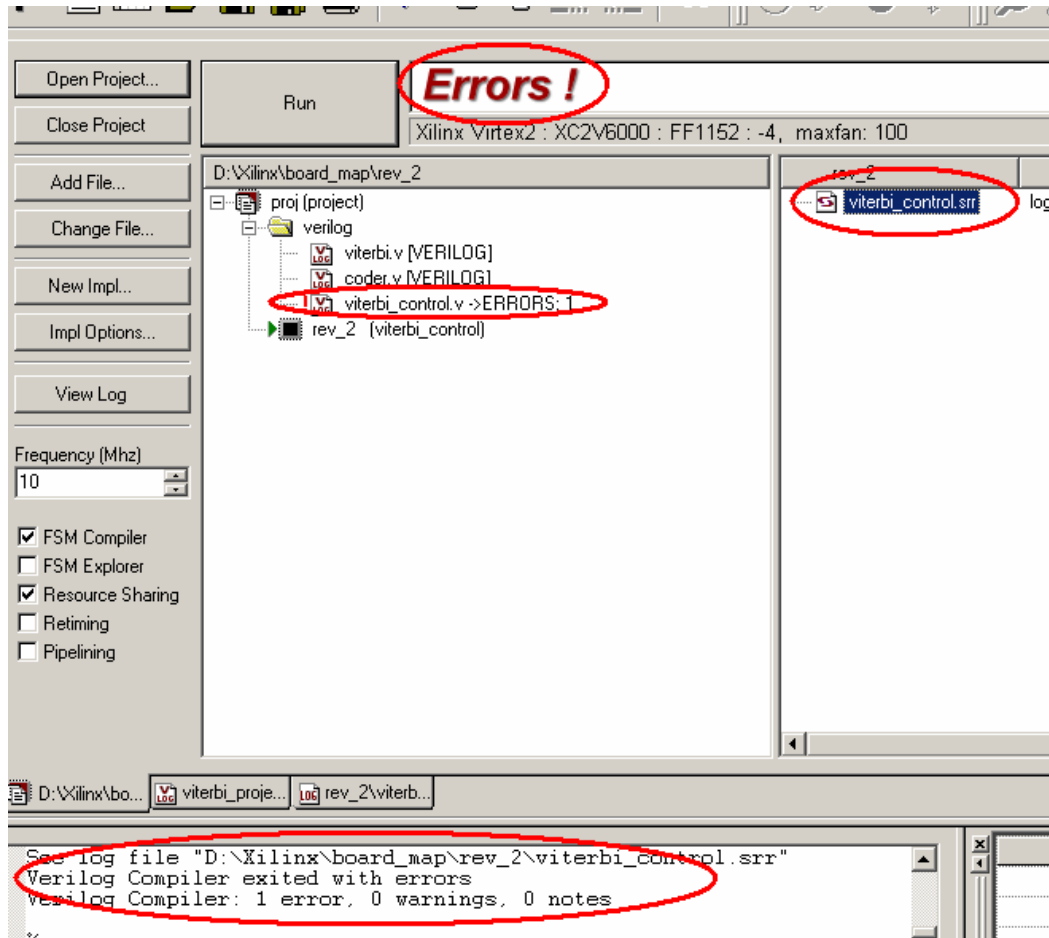 Open Project...
Run
Errors !
Close Project
Xilinx Virtex2 : XC2V6000 : FF1152 : -4, maxfan: 100
Add File...
D:\Xilinx\board_map\rev_2
rev_2
proj (project)
viterbi_control.srr
log
Change File...
verilog
viterbi.v [VERILOG]
coder.v [VERILOG]
New Impl...
viterbi_control.v ->ERRORS: 1
Impl Options...
rev_2 (viterbi_control)
View Log
Frequency (Mhz)
10
FSM Compiler
FSM Explorer
Resource Sharing
Retiming
Pipelining
D:\Xilinx\bo...
viterbi_proje...
rev_2\viterb...
See log file "D:\Xilinx\board_map\rev_2\viterbi_control.srr"
Verilog Compiler exited with errors
Verilog Compiler: 1 error, 0 warnings, 0 notes
%